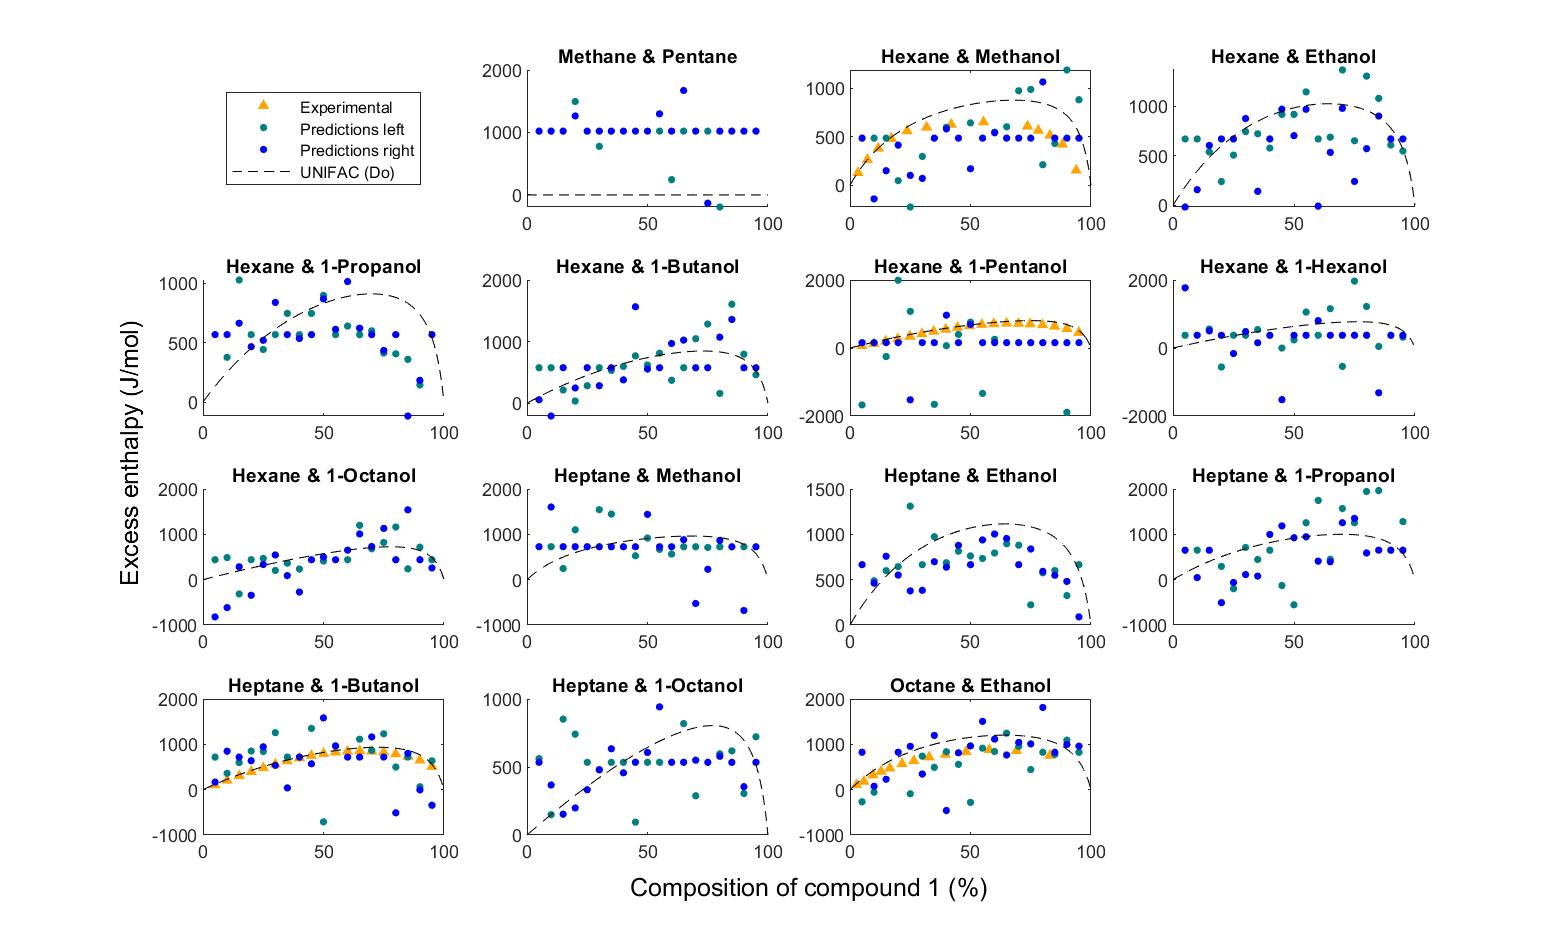 Methane & Pentane
Hexane & Methanol
Hexane & Ethanol
Experimental
Predictions left
Predictions right
UNIFAC (Do)
2000
1000
0
0 50 100
1000
500
0
0 50 100
1000
500
0
0 50 100
Hexane & 1-Propanol
Hexane & 1-Butanol
Hexane & 1-Pentanol
Hexane & 1-Hexanol
1000
500
0
0 50 100
2000
1000
0
0 50 100
2000
0
-2000
0 50 100
2000
0
-2000
0 50 100
Excess enthalpy (J/mol)
Hexane & 1-Octanol
Heptane & Methanol
Heptane & Ethanol
Heptane & 1-Propanol
2000
1000
0
-1000
0 50 100
2000
1000
0
-1000
0 50 100
1500
1000
500
0
0 50 100
2000
1000
0
-1000
0 50 100
Heptane & 1-Butanol
Heptane & 1-Octanol
Octane & Ethanol
2000
1000
0
-1000
0 50 100
1000
500
0
0 50 100
2000
1000
0
-1000
0 50 100
Composition of compound 1 (%)